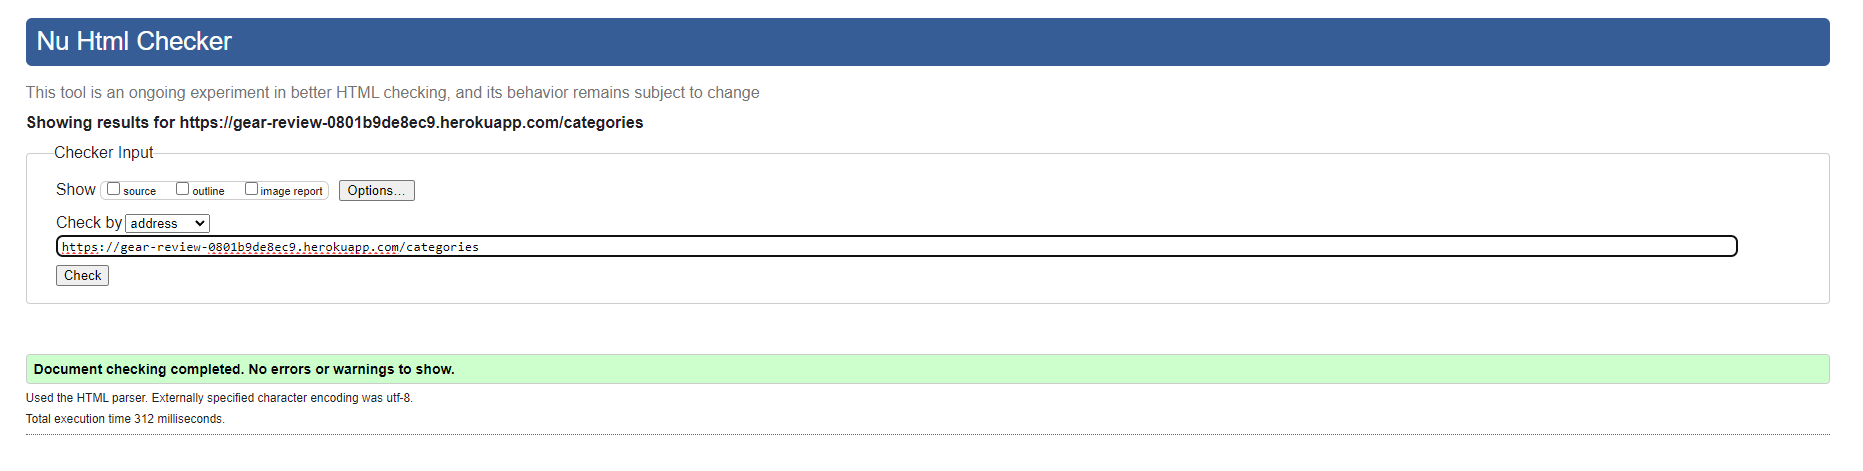 Nu Html Checker
This tool is an ongoing experiment in better HTML checking, and its behavior remains subject to change
Showing results for https://gear-review-0801b9de8ec9.herokuapp.com/categories
Checker Input
Show source outline image report Options...
Check by address
https://gear-review-0801b9de8ec9.herokuapp.com/categories
Check
Document checking completed. No errors or warnings to show.
Used the HTML parser. Externally specified character encoding was utf-8.
Total execution time 312 milliseconds.